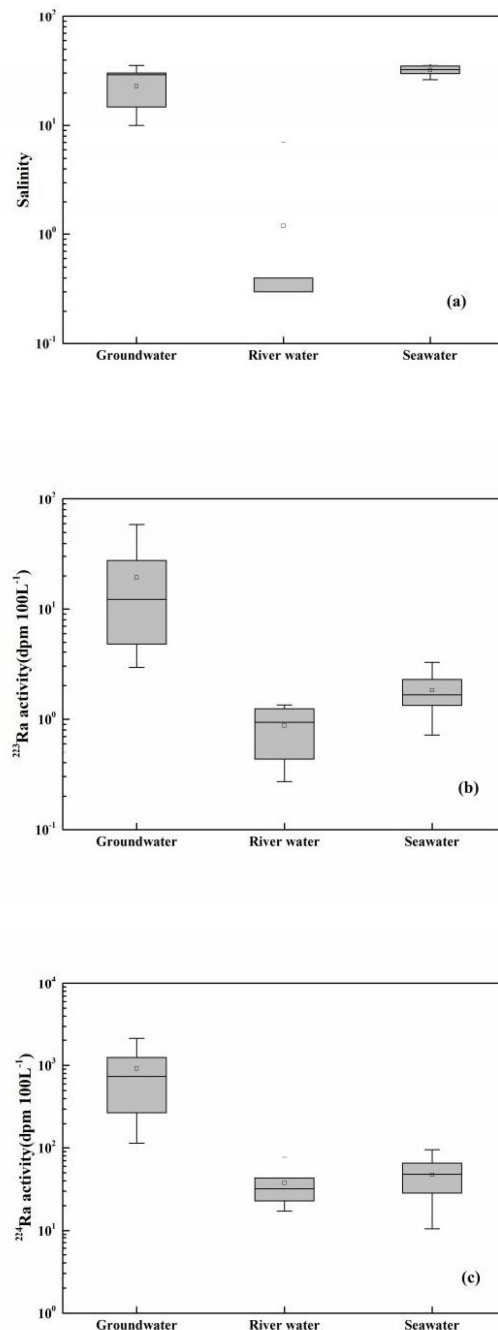 10²
10¹
10⁰
10⁻¹
Salinity
(a)
Groundwater River water Seawater
10²
10¹
10⁰
10⁻¹
²²³Ra activity(dpm 100L⁻¹)
(b)
Groundwater River water Seawater
10⁴
10³
10²
10¹
10⁰
²²⁴Ra activity(dpm 100L⁻¹)
(c)
Groundwater River water Seawater